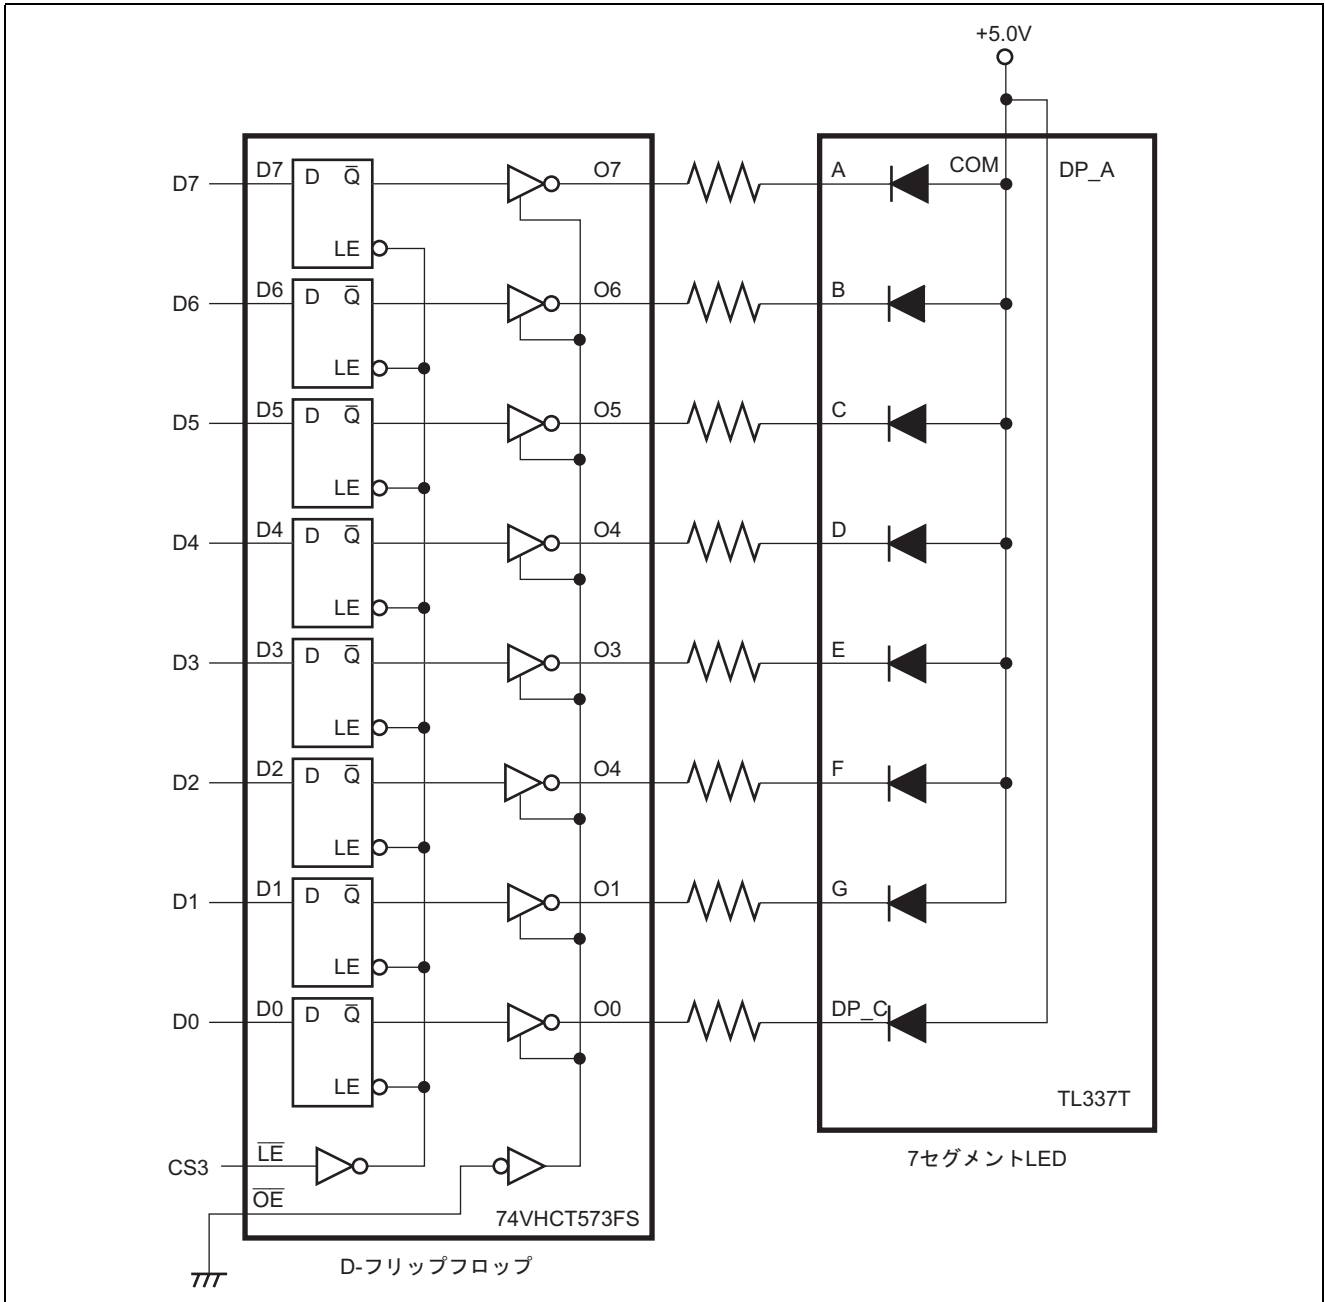 +5.0V
D7 D7 D Q̅ O7 A COM DP_A
LE
D6 D6 D Q̅ O6 B
LE
D5 D5 D Q̅ O5 C
LE
D4 D4 D Q̅ O4 D
LE
D3 D3 D Q̅ O3 E
LE
D2 D2 D Q̅ O4 F
LE
D1 D1 D Q̅ O1 G
LE
D0 D0 D Q̅ O0 DP_C
LE
TL337T
CS3 L̅E̅
7セグメントLED
O̅E̅
74VHCT573FS
D-フリップフロップ